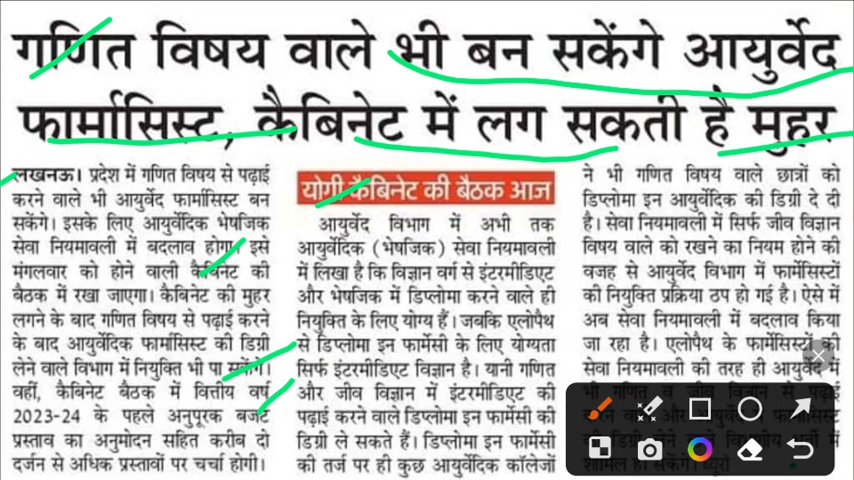 गणित विषय वाले भी बन सकेंगे आयुर्वेद
फार्मासिस्ट, कैबिनेट में लग सकती है मुहर
लखनऊ। प्रदेश में गणित विषय से पढ़ाई
करने वाले भी आयुर्वेद फार्मासिस्ट बन
सकेंगे। इसके लिए आयुर्वेदिक भेषजिक
सेवा नियमावली में बदलाव होगा। इसे
मंगलवार को होने वाली कैबिनेट की
बैठक में रखा जाएगा। कैबिनेट की मुहर
लगने के बाद गणित विषय से पढ़ाई करने
के बाद आयुर्वेदिक फार्मासिस्ट की डिग्री
लेने वाले विभाग में नियुक्ति भी पा सकेंगे।
वहीं, कैबिनेट बैठक में वित्तीय वर्ष
2023-24 के पहले अनुपूरक बजट
प्रस्ताव का अनुमोदन सहित करीब दो
दर्जन से अधिक प्रस्तावों पर चर्चा होगी।
योगी कैबिनेट की बैठक आज
आयुर्वेद विभाग में अभी तक
आयुर्वेदिक (भेषजिक) सेवा नियमावली
में लिखा है कि विज्ञान वर्ग से इंटरमीडिएट
और भेषजिक में डिप्लोमा करने वाले ही
नियुक्ति के लिए योग्य हैं। जबकि एलोपैथ
से डिप्लोमा इन फार्मेसी के लिए योग्यता
सिर्फ इंटरमीडिएट विज्ञान है। यानी गणित
और जीव विज्ञान में इंटरमीडिएट की
पढ़ाई करने वाले डिप्लोमा इन फार्मेसी की
डिग्री ले सकते हैं। डिप्लोमा इन फार्मेसी
की तर्ज पर ही कुछ आयुर्वेदिक कॉलेजों
ने भी गणित विषय वाले छात्रों को
डिप्लोमा इन आयुर्वेदिक की डिग्री दे दी
है। सेवा नियमावली में सिर्फ जीव विज्ञान
विषय वाले को रखने का नियम होने की
वजह से आयुर्वेद विभाग में फार्मेसिस्टों
की नियुक्ति प्रक्रिया ठप हो गई है। ऐसे में
अब सेवा नियमावली में बदलाव किया
जा रहा है। एलोपैथ के फार्मेसिस्टों की
सेवा नियमावली की तरह ही आयुर्वेद में
भी गणित व जीव विज्ञान से पढ़ाई